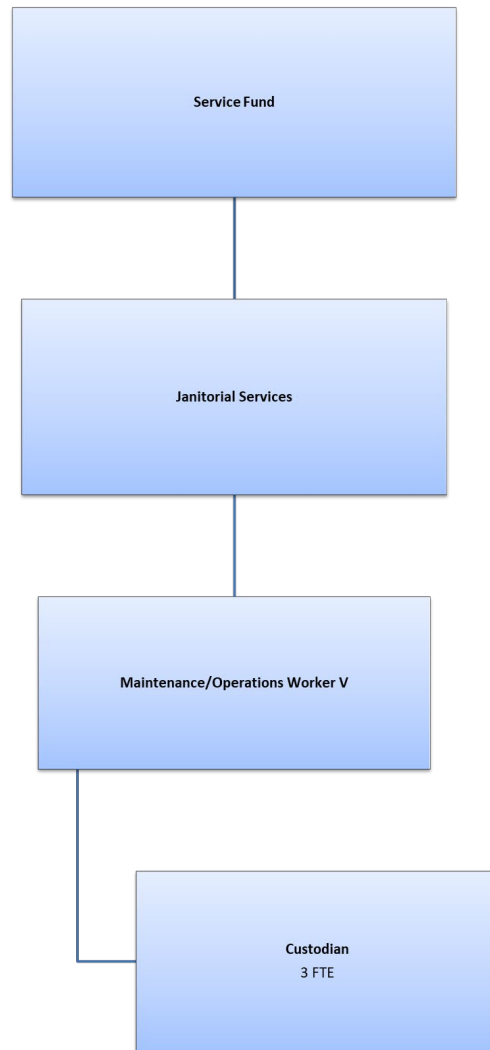 Service Fund
Janitorial Services
Maintenance/Operations Worker V
Custodian
3 FTE